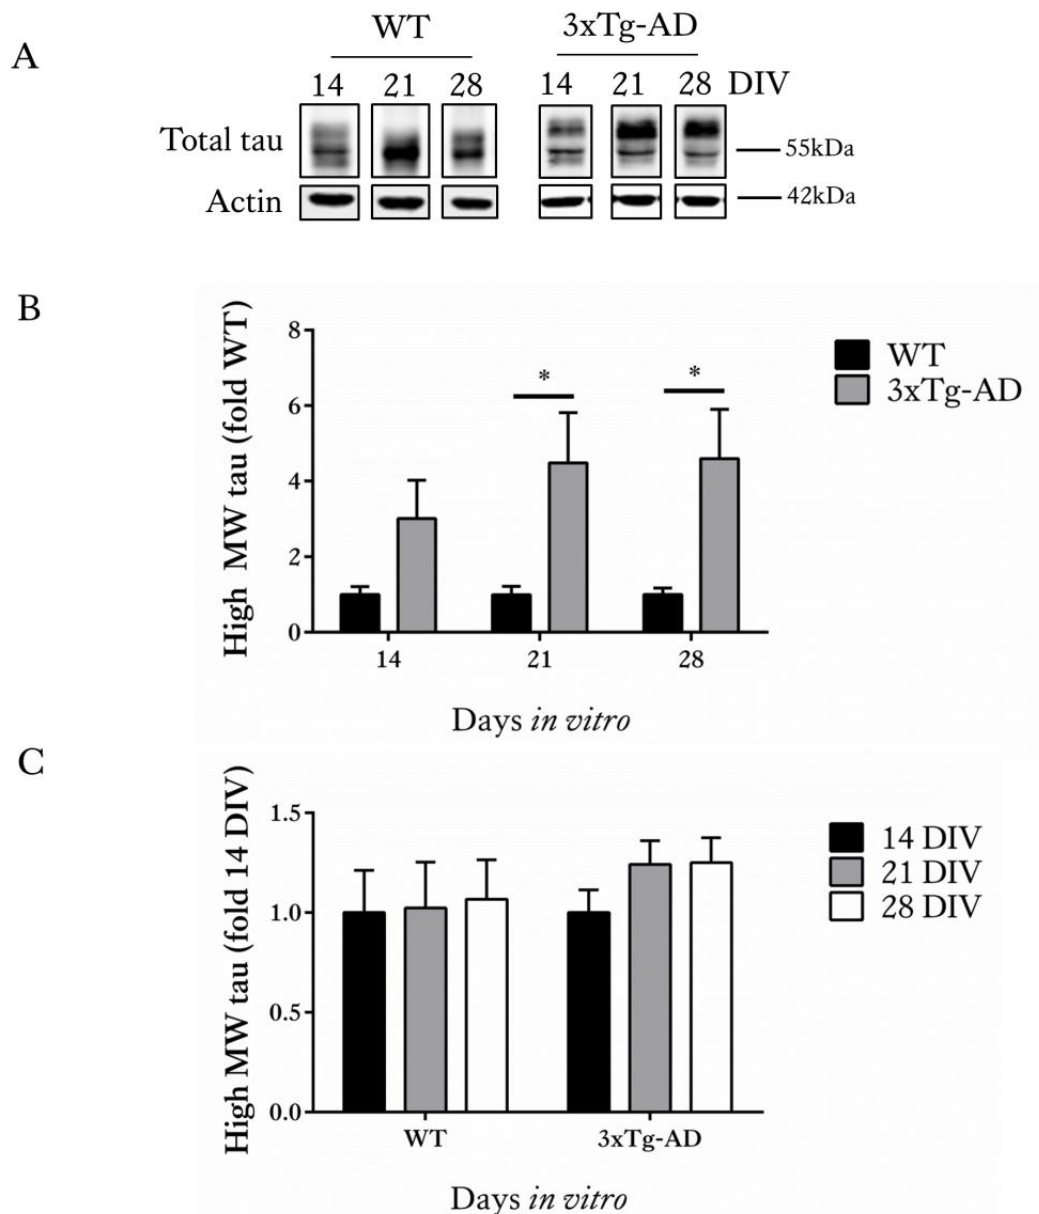 A
WT 3xTg-AD
14 21 28 14 21 28 DIV
Total tau
55kDa
Actin
42kDa
B
High MW tau (fold WT)
8
6
4
2
0
* *
WT
3xTg-AD
14 21 28
Days in vitro
C
High MW tau (fold 14 DIV)
1.5
1.0
0.5
0.0
14 DIV
21 DIV
28 DIV
WT 3xTg-AD
Days in vitro